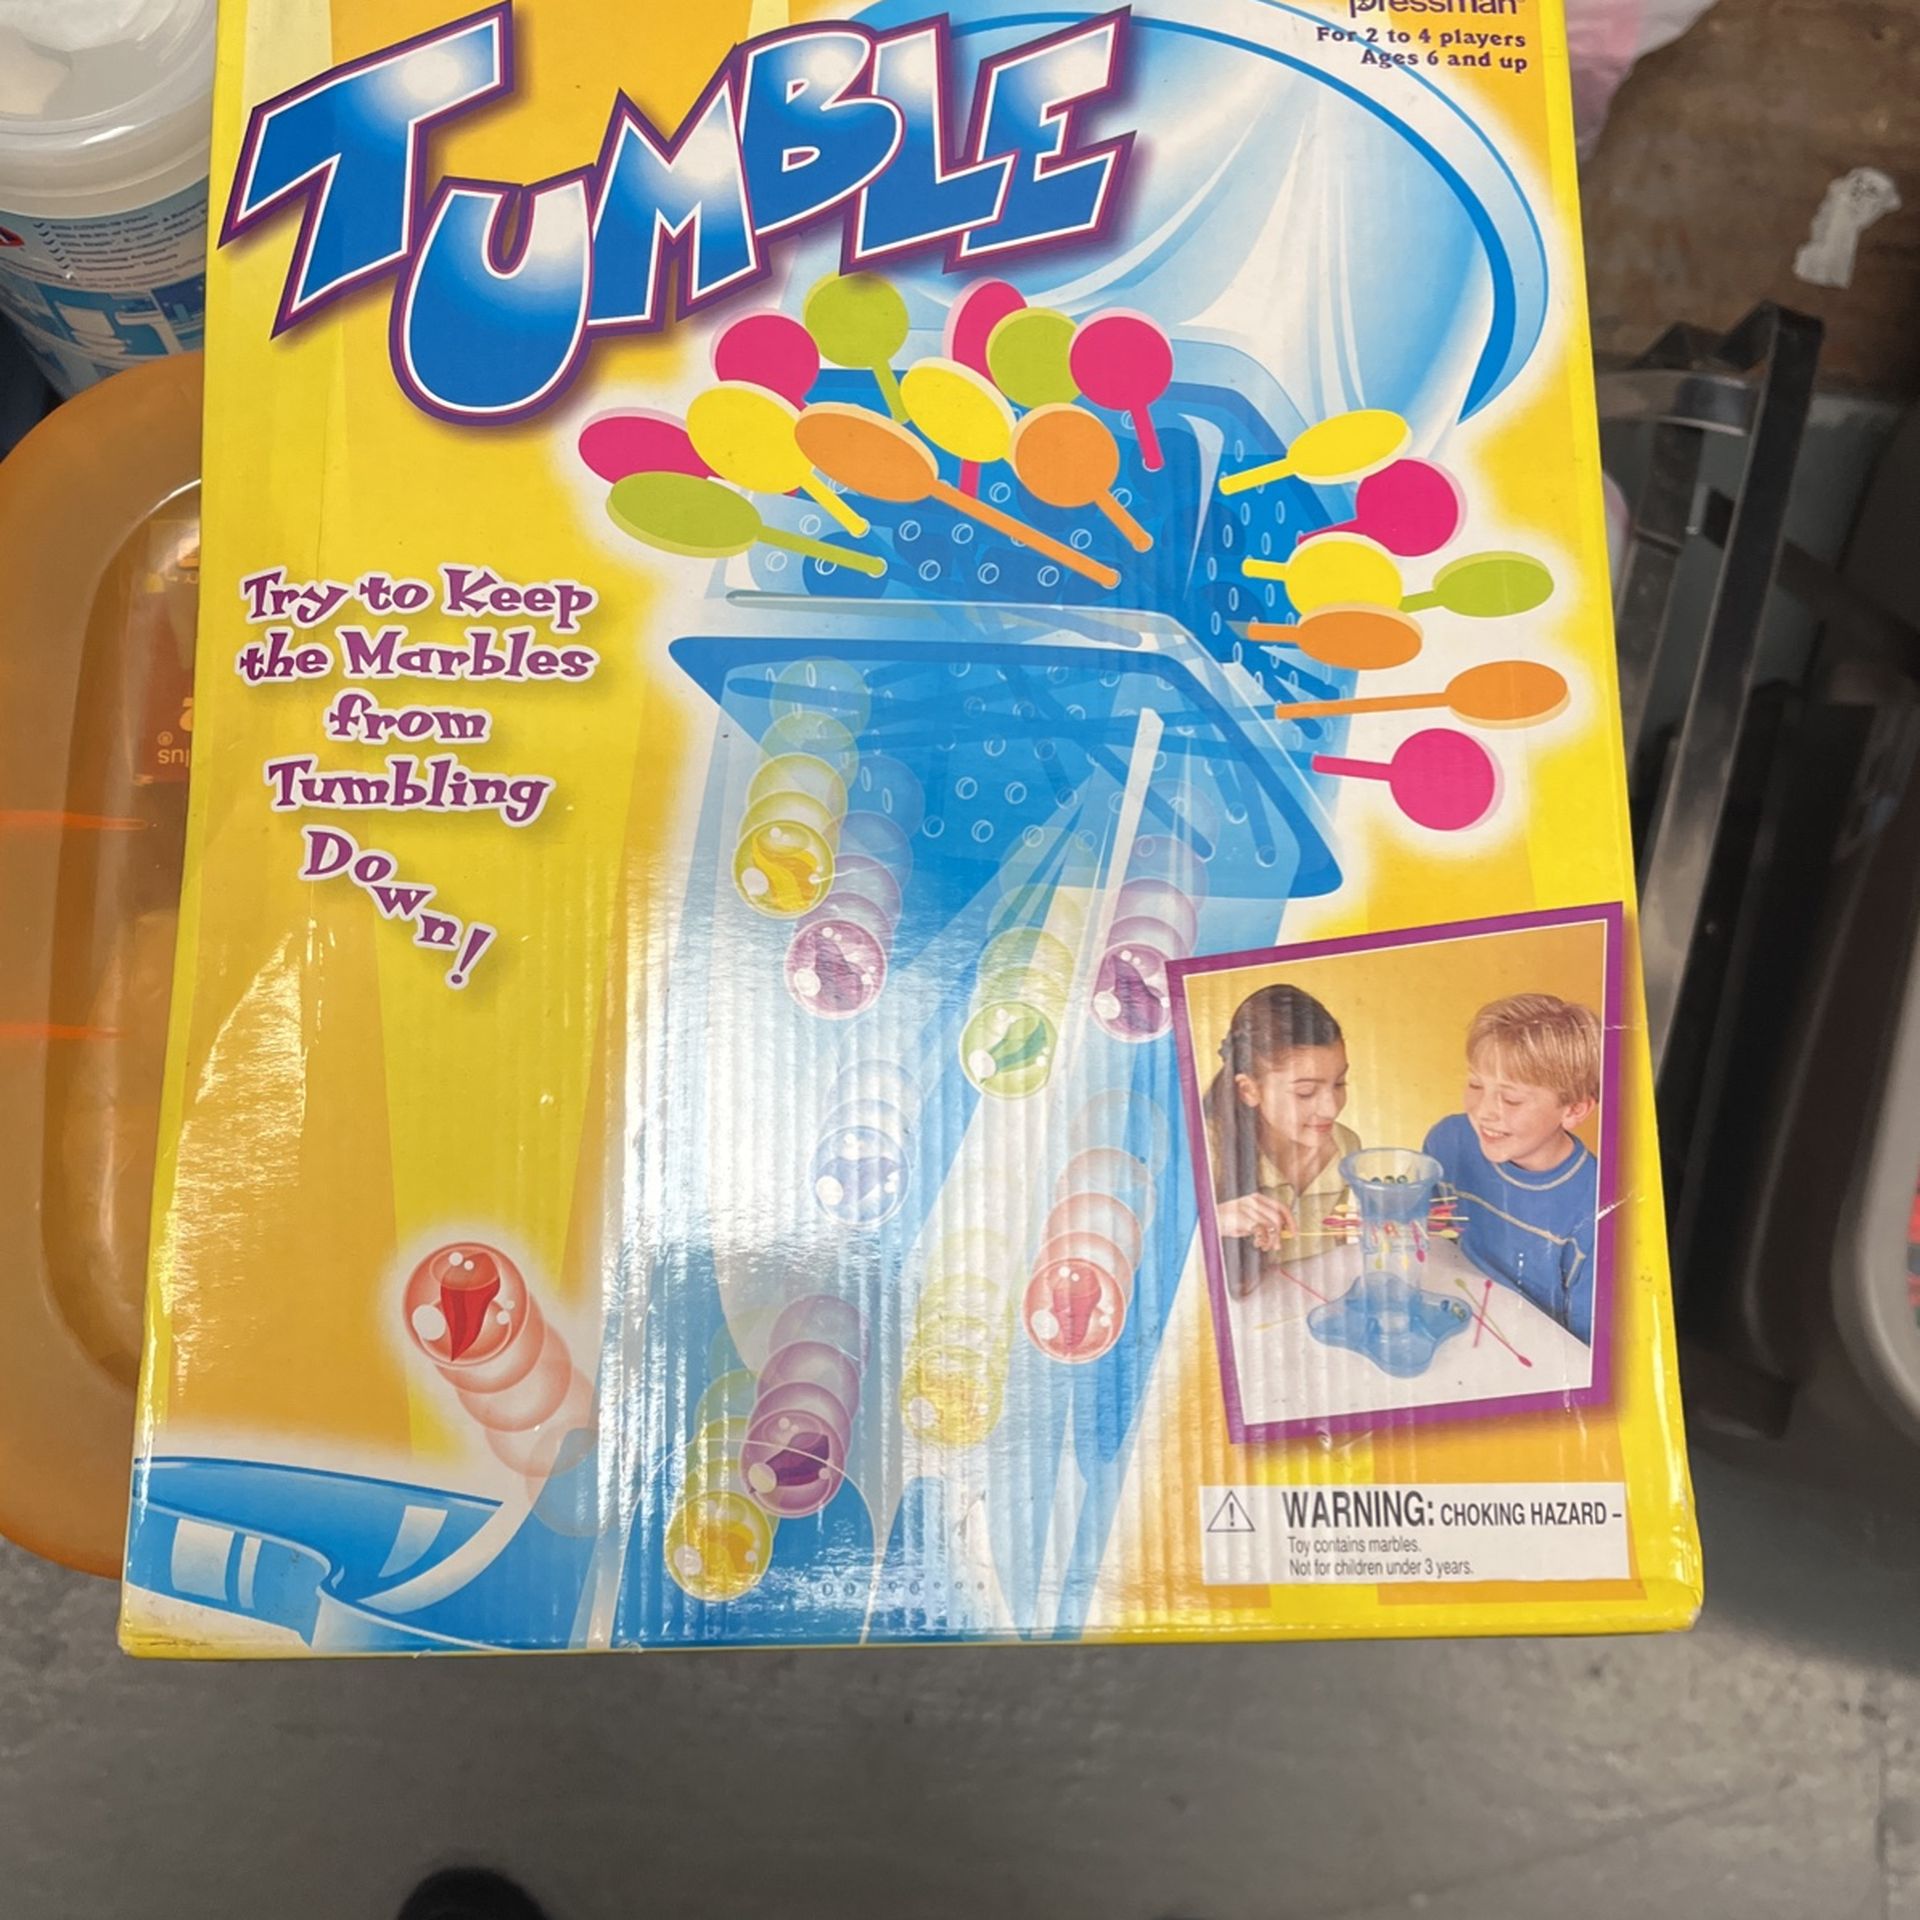 pressman®
For 2 to 4 players
Ages 6 and up
TUMBLE
Try to Keep
the Marbles
from
Tumbling
Down!
WARNING: CHOKING HAZARD –
Toy contains marbles.
Not for children under 3 years.